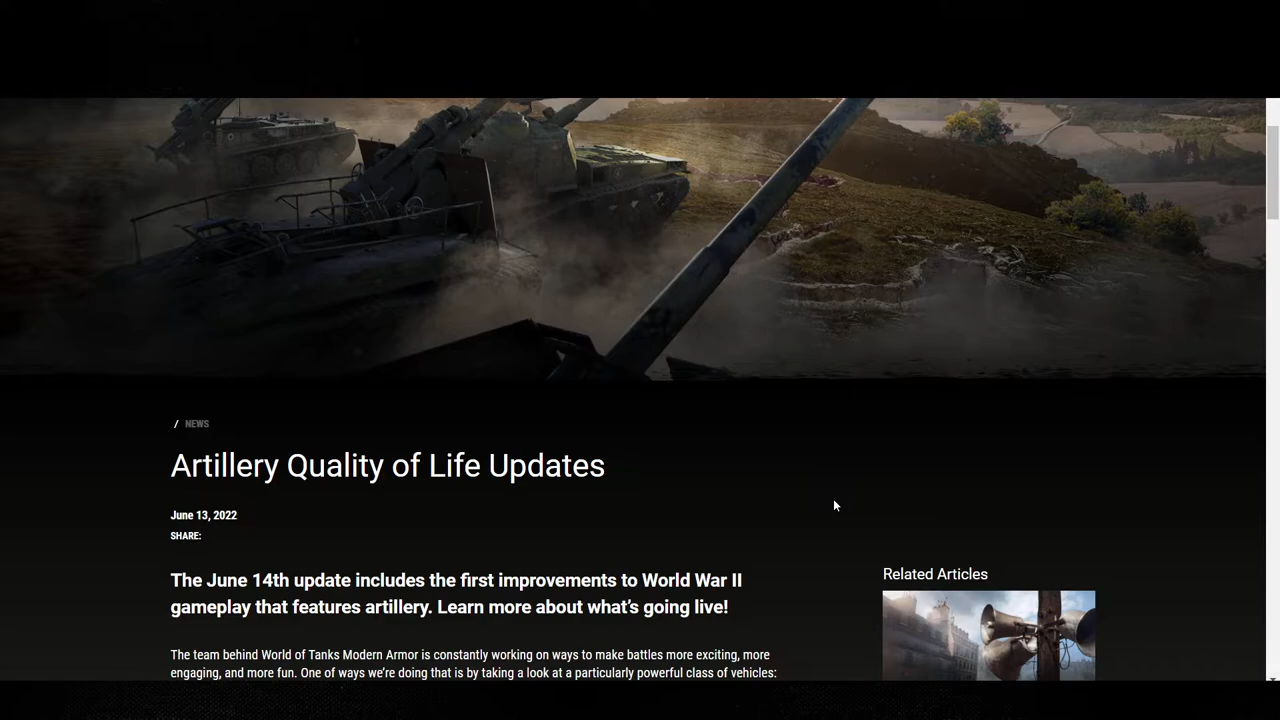 / NEWS
Artillery Quality of Life Updates
June 13, 2022
SHARE:
The June 14th update includes the first improvements to World War II
gameplay that features artillery. Learn more about what's going live!
The team behind World of Tanks Modern Armor is constantly working on ways to make battles more exciting, more
engaging, and more fun. One of ways we're doing that is by taking a look at a particularly powerful class of vehicles:
Related Articles